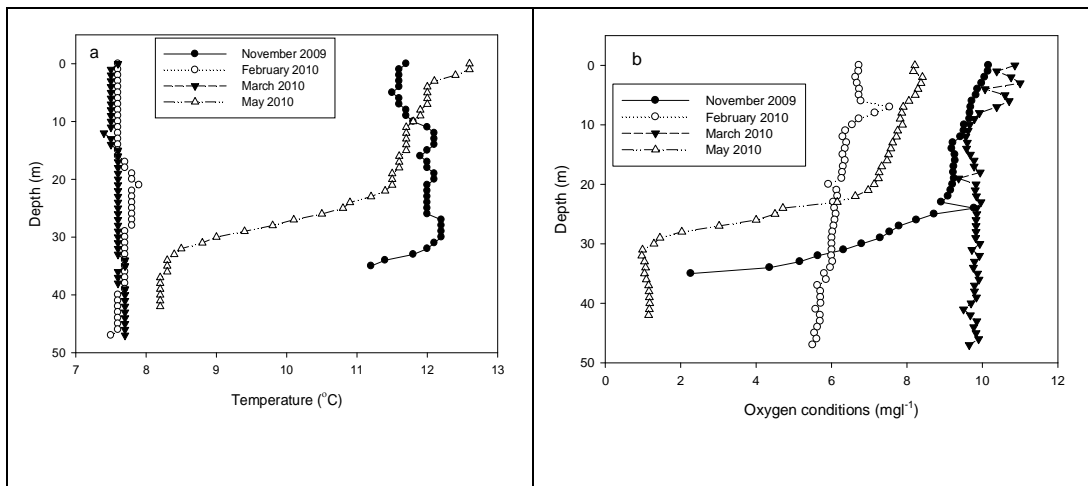 a
November 2009
February 2010
March 2010
May 2010
0
10
20
30
40
50
Depth (m)
7 8 9 10 11 12 13
Temperature (°C)
b
November 2009
February 2010
March 2010
May 2010
0
10
20
30
40
50
Depth (m)
0 2 4 6 8 10 12
Oxygen conditions (mgl⁻¹)